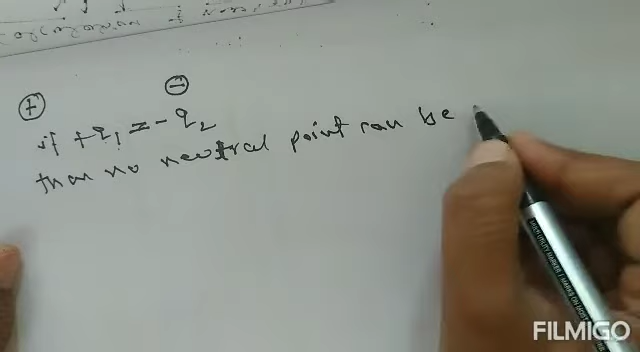 + −
if +q₁ = - q₂
than no neutral point can be
FILMIGO